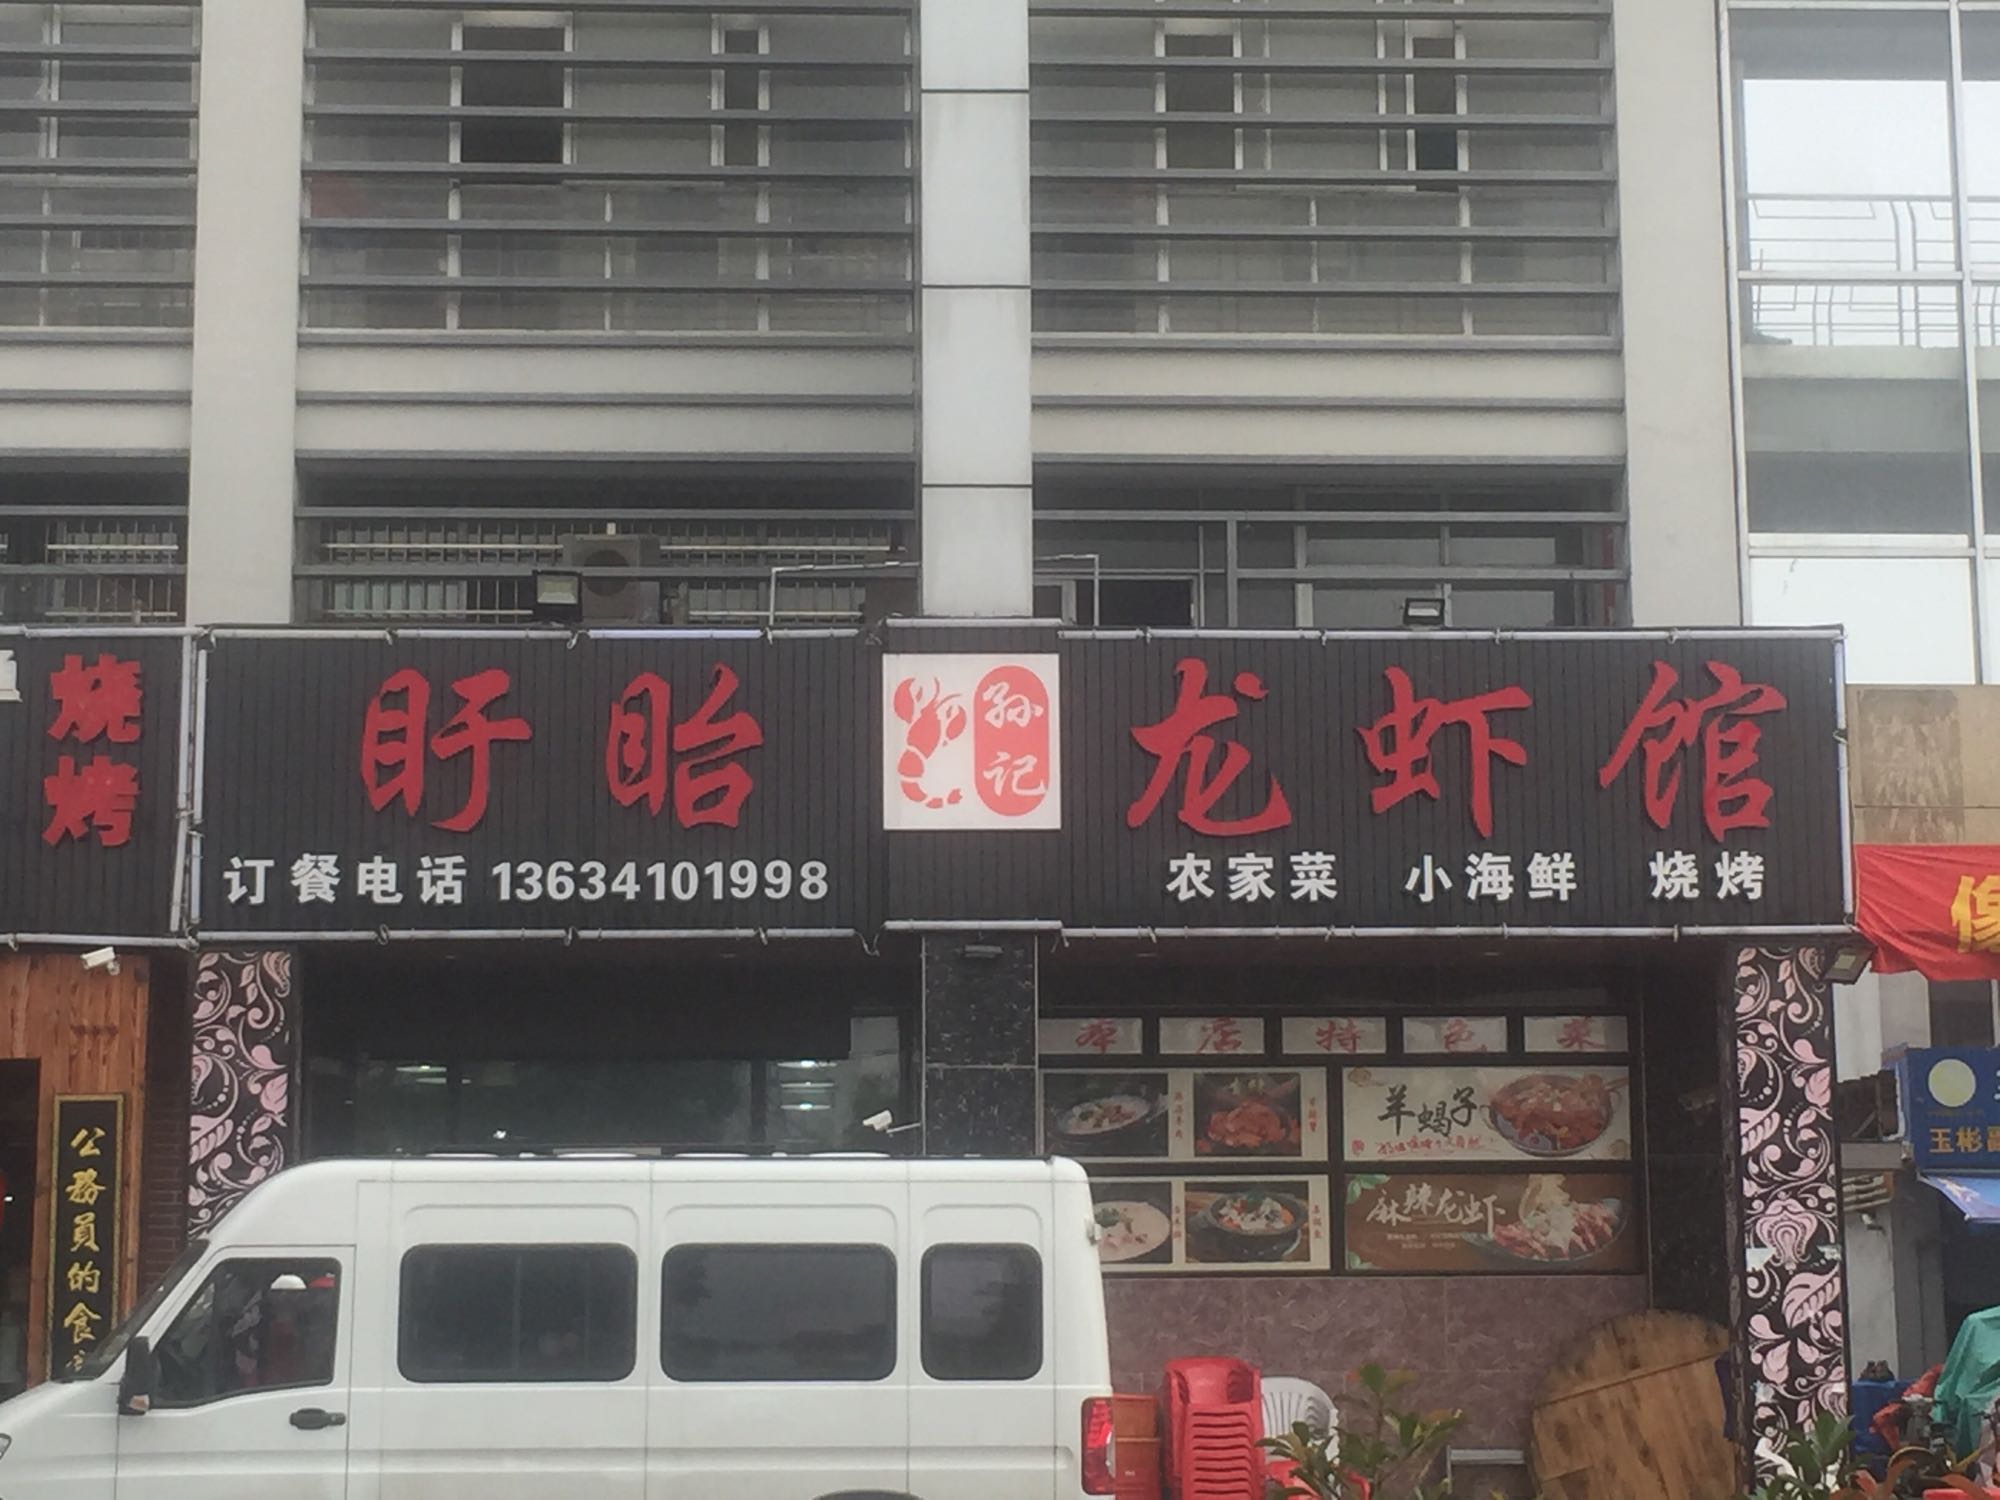 烧烤
盱眙
孙记
龙虾馆
订餐电话 13634101998
农家菜 小海鲜 烧烤
本店特色菜
羊蝎子
麻辣龙虾
公務員的食
像
玉彬